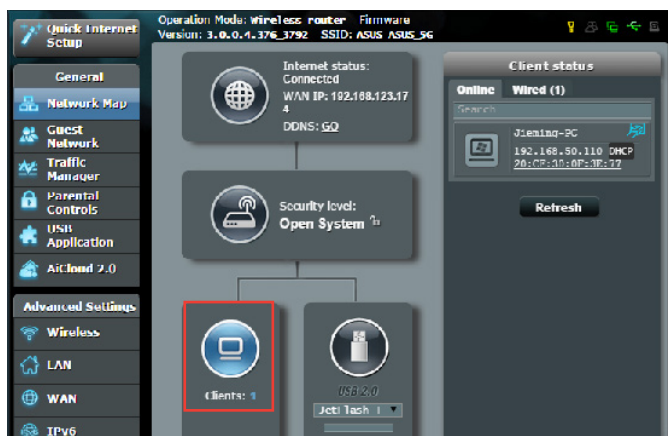 Quick Internet
Setup
Operation Mode: Wireless router Firmware
Version: 3.0.0.4.376_3792 SSID: ASUS ASUS_5G
General
Network Map
Guest
Network
Traffic
Manager
Parental
Controls
USB
Application
AiCloud 2.0
Advanced Settings
Wireless
LAN
WAN
IPv6
Internet status:
Connected
WAN IP: 192.168.123.17
4
DDNS: GO
Security level:
Open System
Clients: 1
USB 2.0
JetFlash T
Client status
Online Wired (1)
Search
Jieming-PC
192.168.50.110 DHCP
Refresh